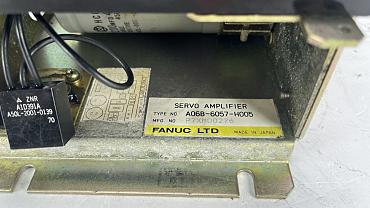 ZNR
A1D391A
A50L-2001-0139
70
SERVO AMPLIFIER
TYPE NO A06B-6057-H005
MFG NO
FANUC LTD MADE IN JAPAN